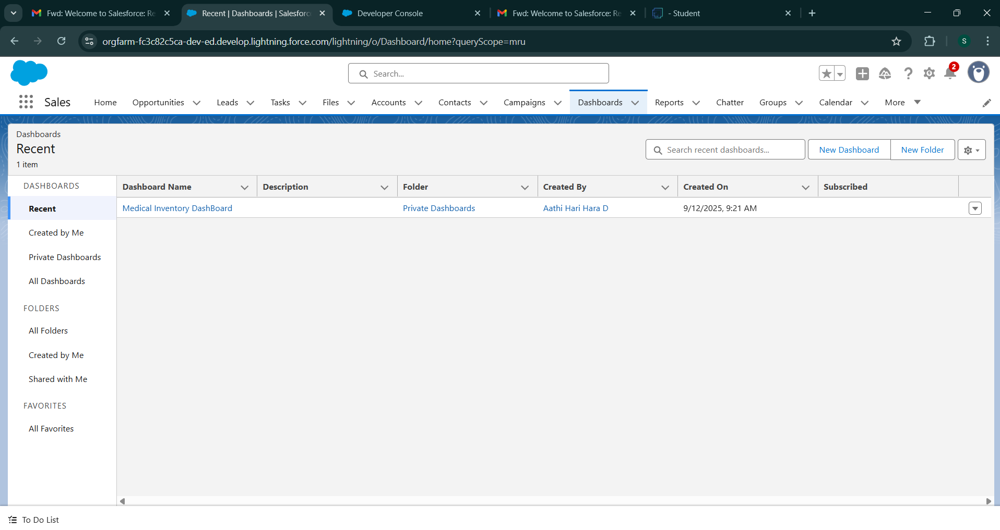 Fwd: Welcome to Salesforce: Re
Recent | Dashboards | Salesforc
Developer Console
Fwd: Welcome to Salesforce: Re
- Student
orgfarm-fc3c82c5ca-dev-ed.develop.lightning.force.com/lightning/o/Dashboard/home?queryScope=mru
S
Search...
2
Sales
Home
Opportunities
Leads
Tasks
Files
Accounts
Contacts
Campaigns
Dashboards
Reports
Chatter
Groups
Calendar
More
Dashboards
Recent
1 item
Search recent dashboards...
New Dashboard
New Folder
DASHBOARDS
Recent
Created by Me
Private Dashboards
All Dashboards
FOLDERS
All Folders
Created by Me
Shared with Me
FAVORITES
All Favorites
Dashboard Name
Description
Folder
Created By
Created On
Subscribed
Medical Inventory DashBoard
Private Dashboards
Aathi Hari Hara D
9/12/2025, 9:21 AM
To Do List